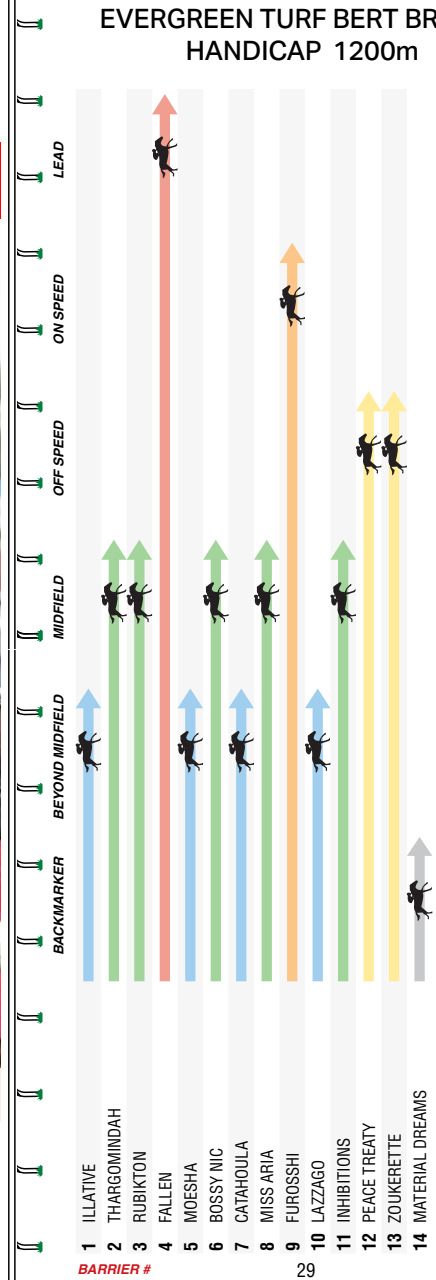 EVERGREEN TURF BERT BR
HANDICAP 1200m
LEAD
ON SPEED
OFF SPEED
MIDFIELD
BEYOND MIDFIELD
BACKMARKER
1 ILLATIVE
2 THARGOMINDAH
3 RUBIKTON
4 FALLEN
5 MOESHA
6 BOSSY NIC
7 CATAHOULA
8 MISS ARIA
9 FUROSSHI
10 LAZZAGO
11 INHIBITIONS
12 PEACE TREATY
13 ZOUKERETTE
14 MATERIAL DREAMS
BARRIER #
29